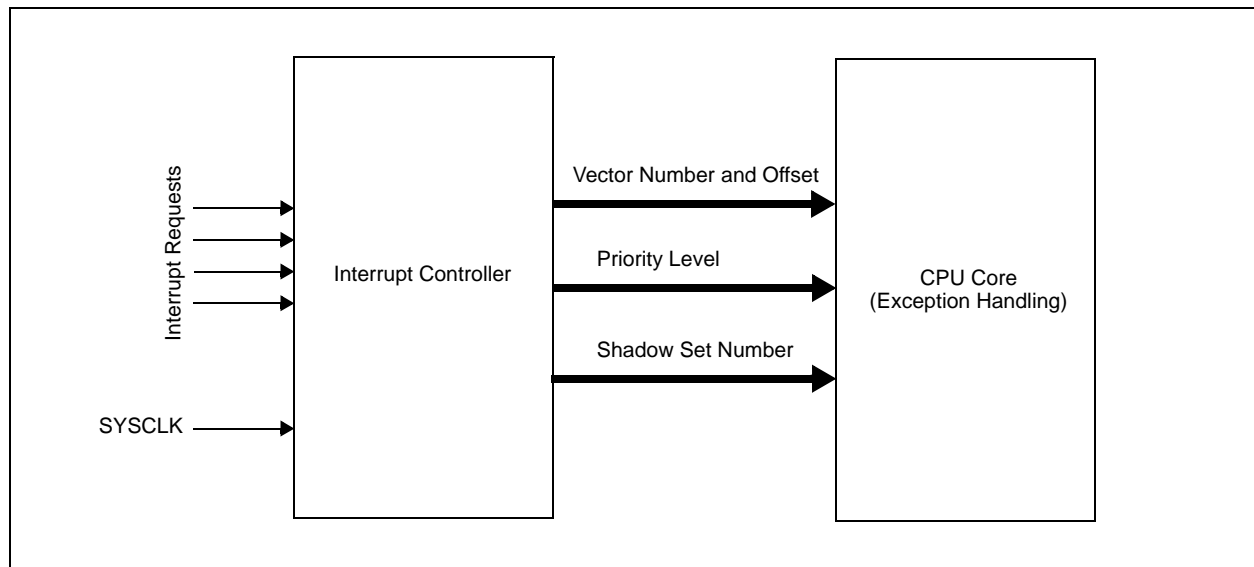 Interrupt Requests
SYSCLK
Interrupt Controller
Vector Number and Offset
Priority Level
Shadow Set Number
CPU Core
(Exception Handling)